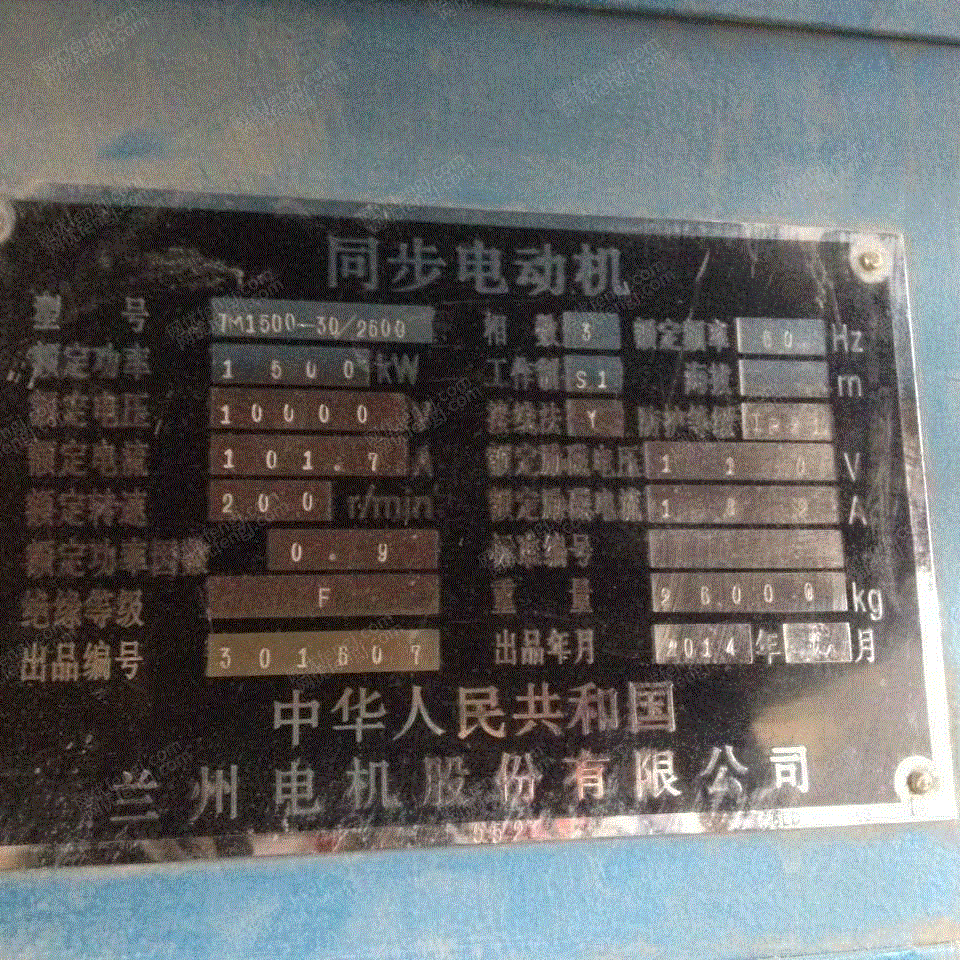 同步电动机
型号 TM1500-30/2600 相数 3 额定频率 Hz
额定功率 1500 kW 工作制 S1 海拔 m
额定电压 10000 接线法 Y 防护等级
额定电流 101.7 A 额定励磁电压 V
额定转速 200 r/min 额定励磁电流 A
额定功率因数 0.9 标准编号
绝缘等级 F 重量 kg
出品编号 301607 出品年月 2014 年 月
中华人民共和国
兰州电机股份有限公司